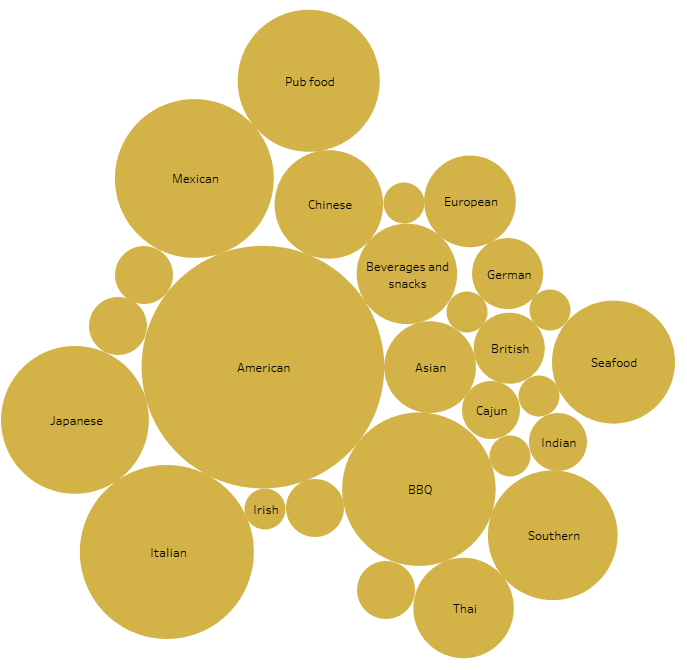 Pub food
Mexican
Chinese
European
Beverages and
snacks
German
British
Seafood
American
Asian
Japanese
Cajun
Indian
BBQ
Irish
Southern
Italian
Thai